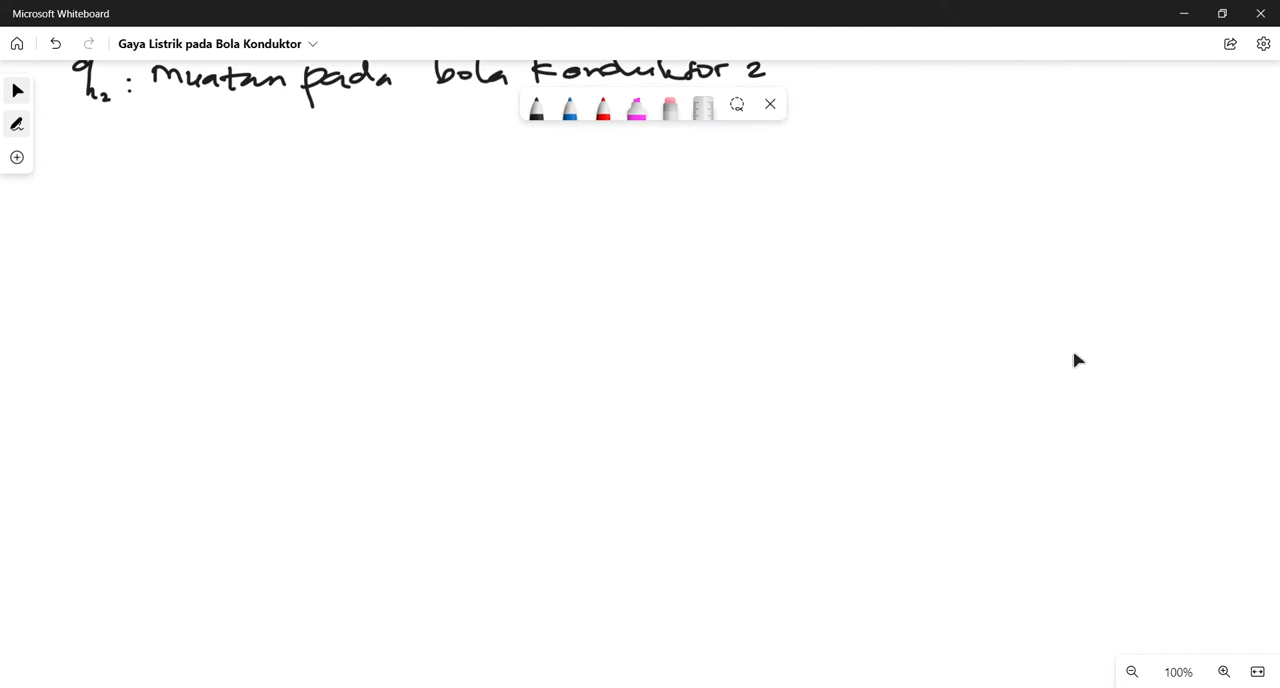 Microsoft Whiteboard
Gaya Listrik pada Bola Konduktor
q₂ : Muatan pada bola Konduktor 2
100%